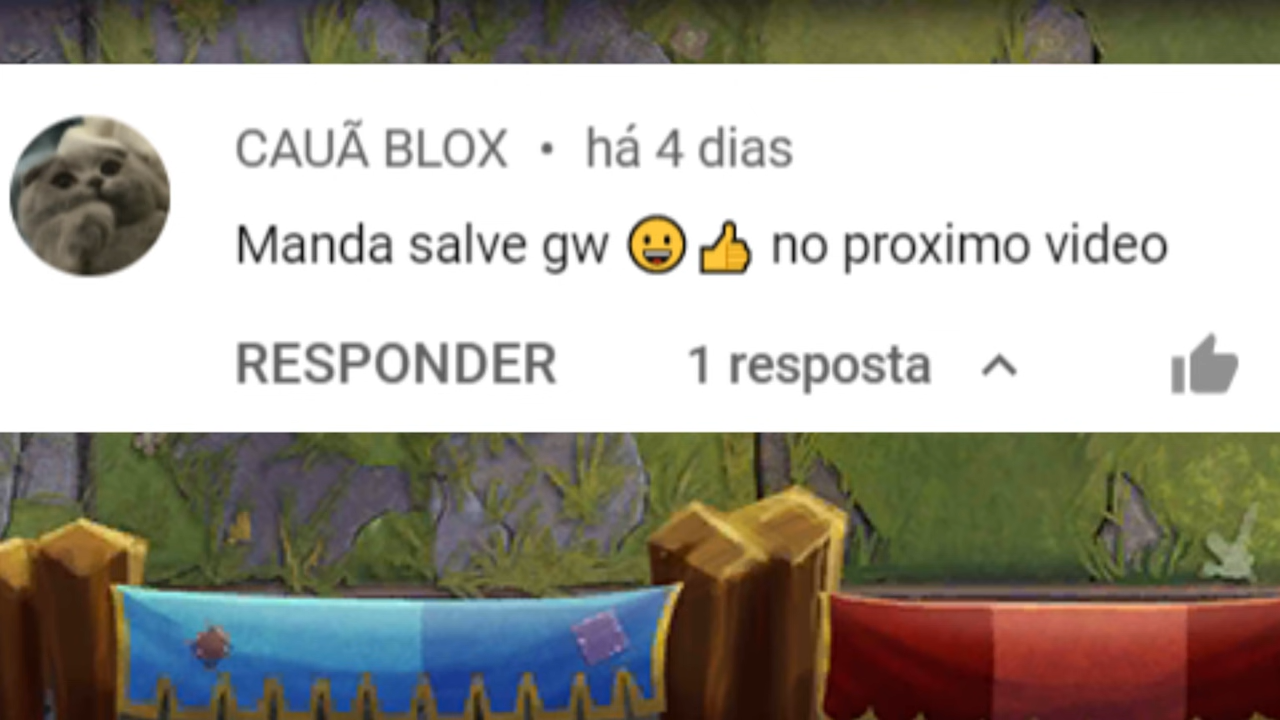 CAUÃ BLOX • há 4 dias
Manda salve gw 😀👍 no proximo video
RESPONDER 1 resposta